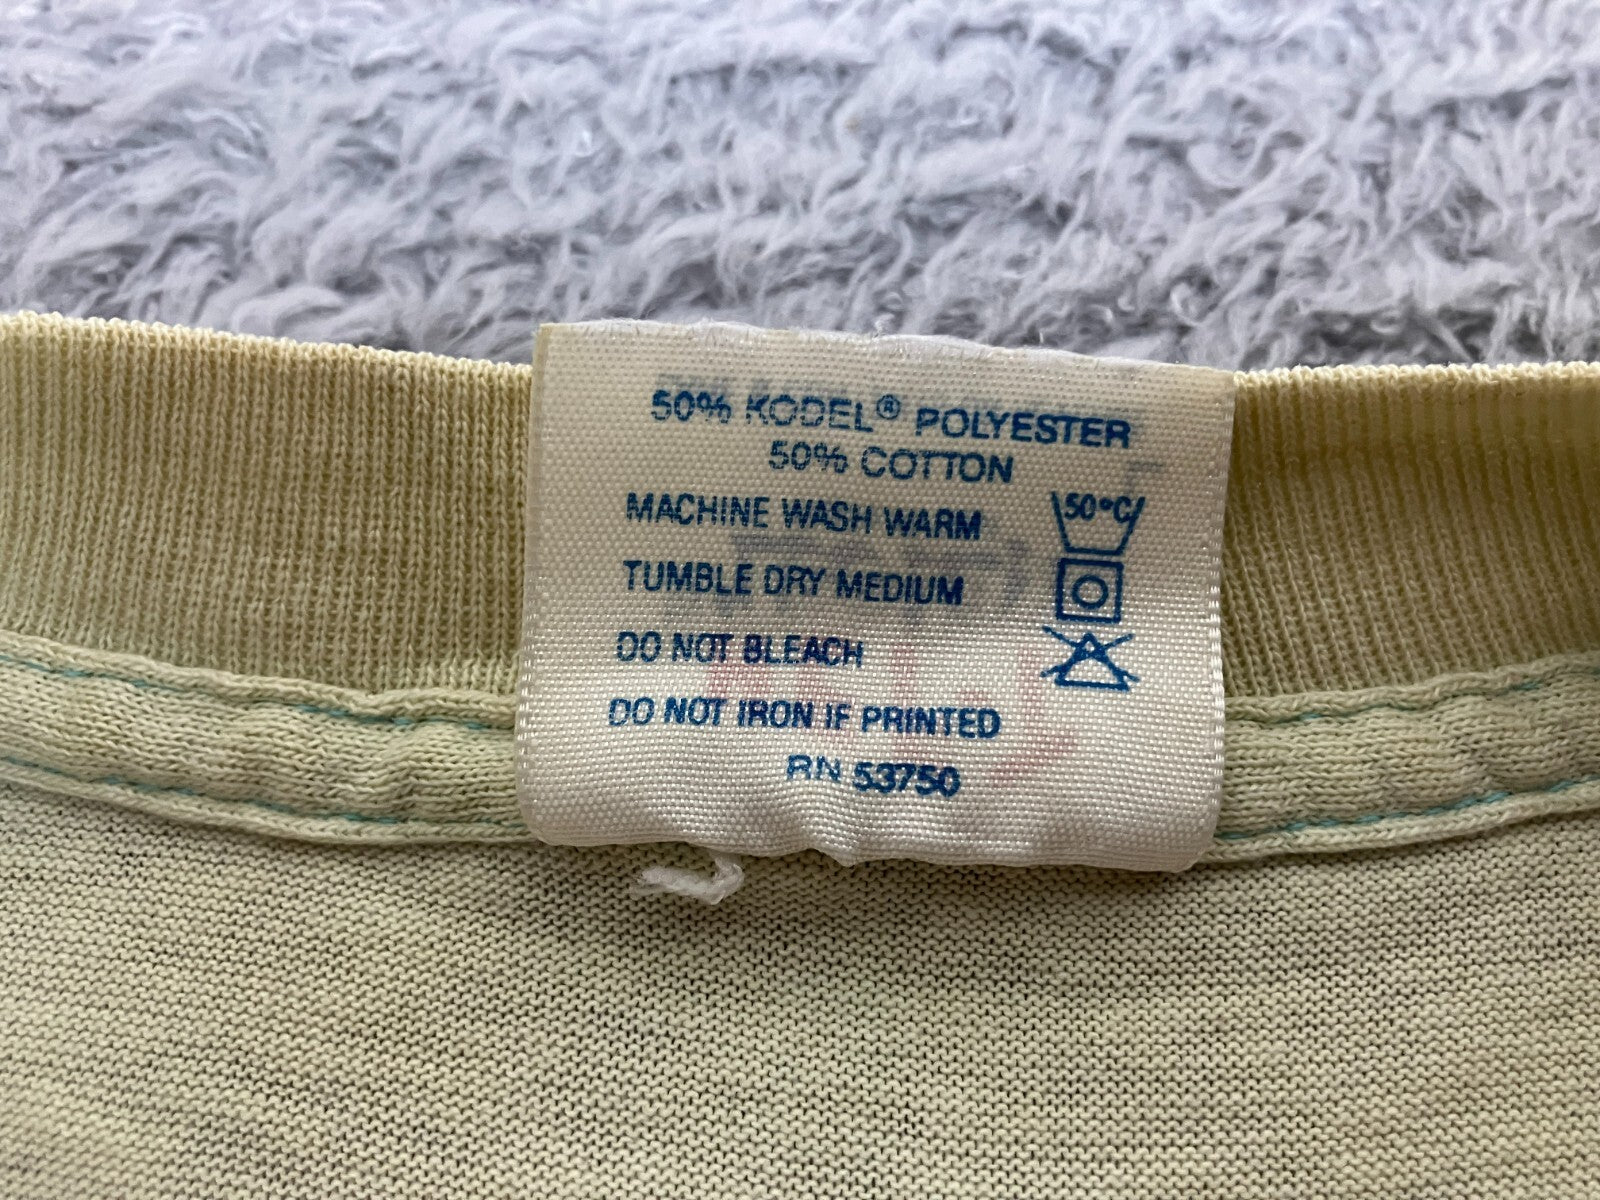 50% KODEL® POLYESTER
50% COTTON
MACHINE WASH WARM
50°C
TUMBLE DRY MEDIUM
DO NOT BLEACH
DO NOT IRON IF PRINTED
RN 53750